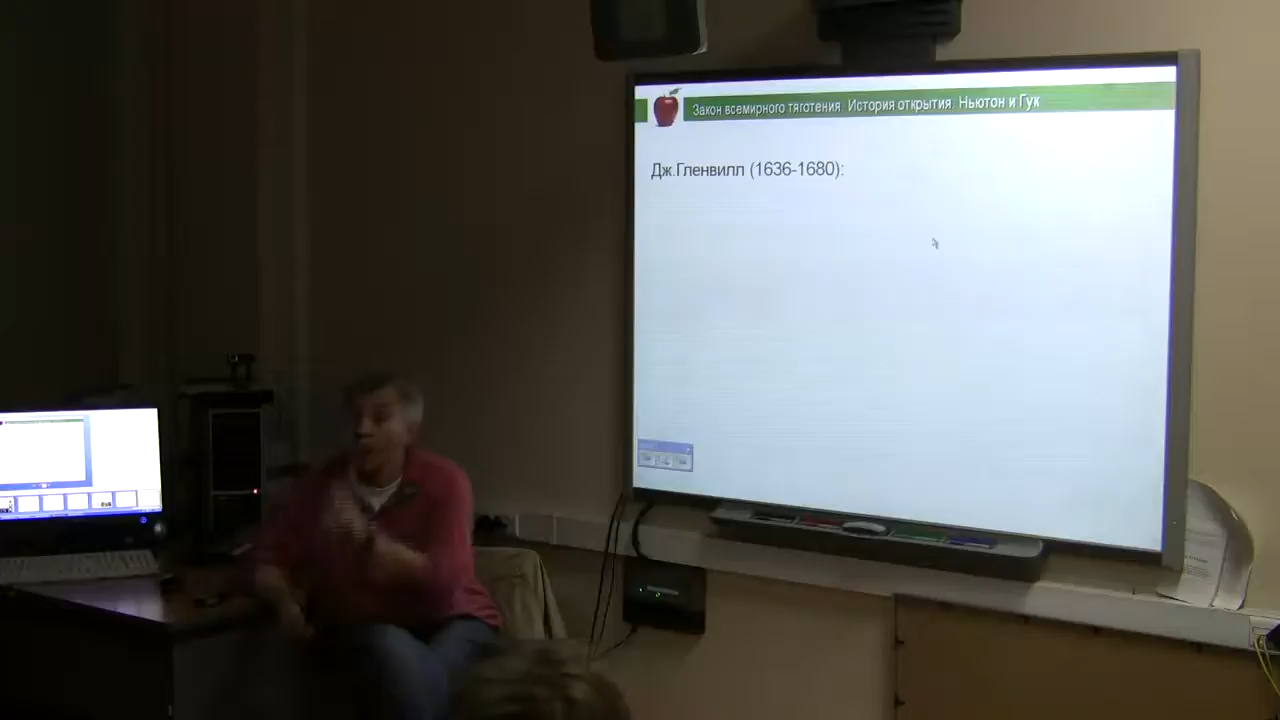 Закон всемирного тяготения. История открытия. Ньютон и Гук
Дж.Гленвилл (1636-1680):